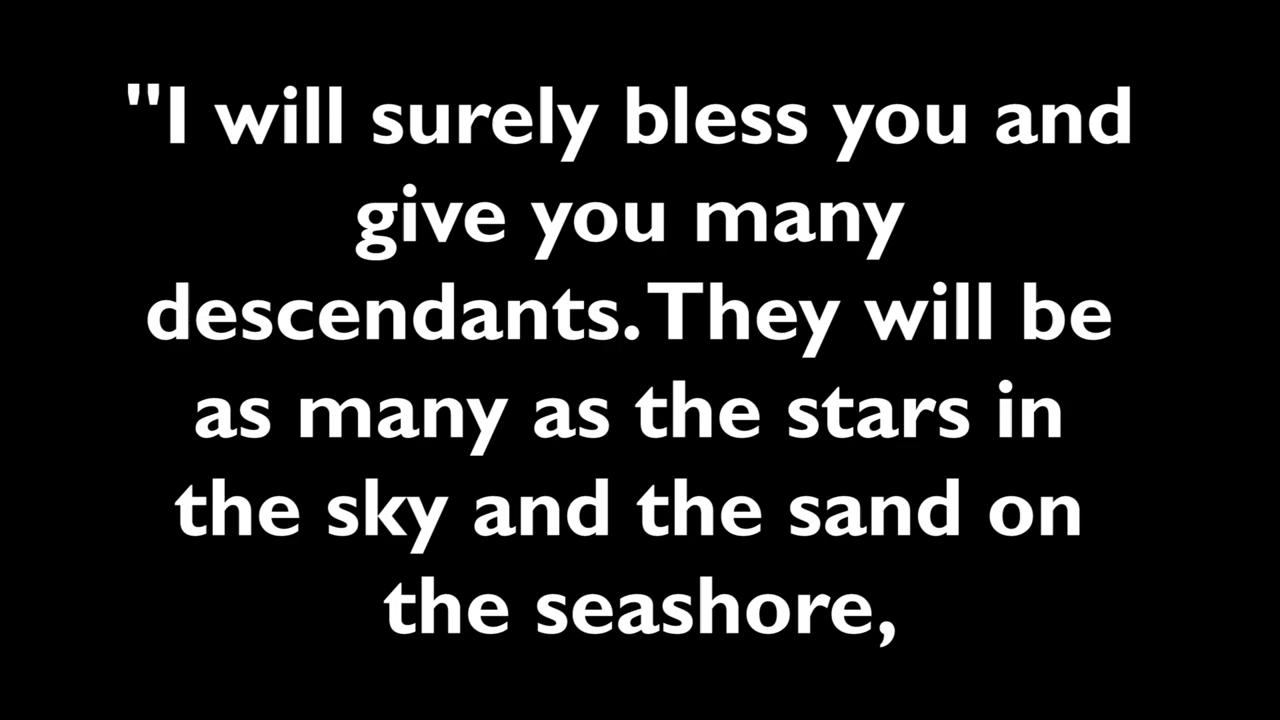 "I will surely bless you and
give you many
descendants. They will be
as many as the stars in
the sky and the sand on
the seashore,